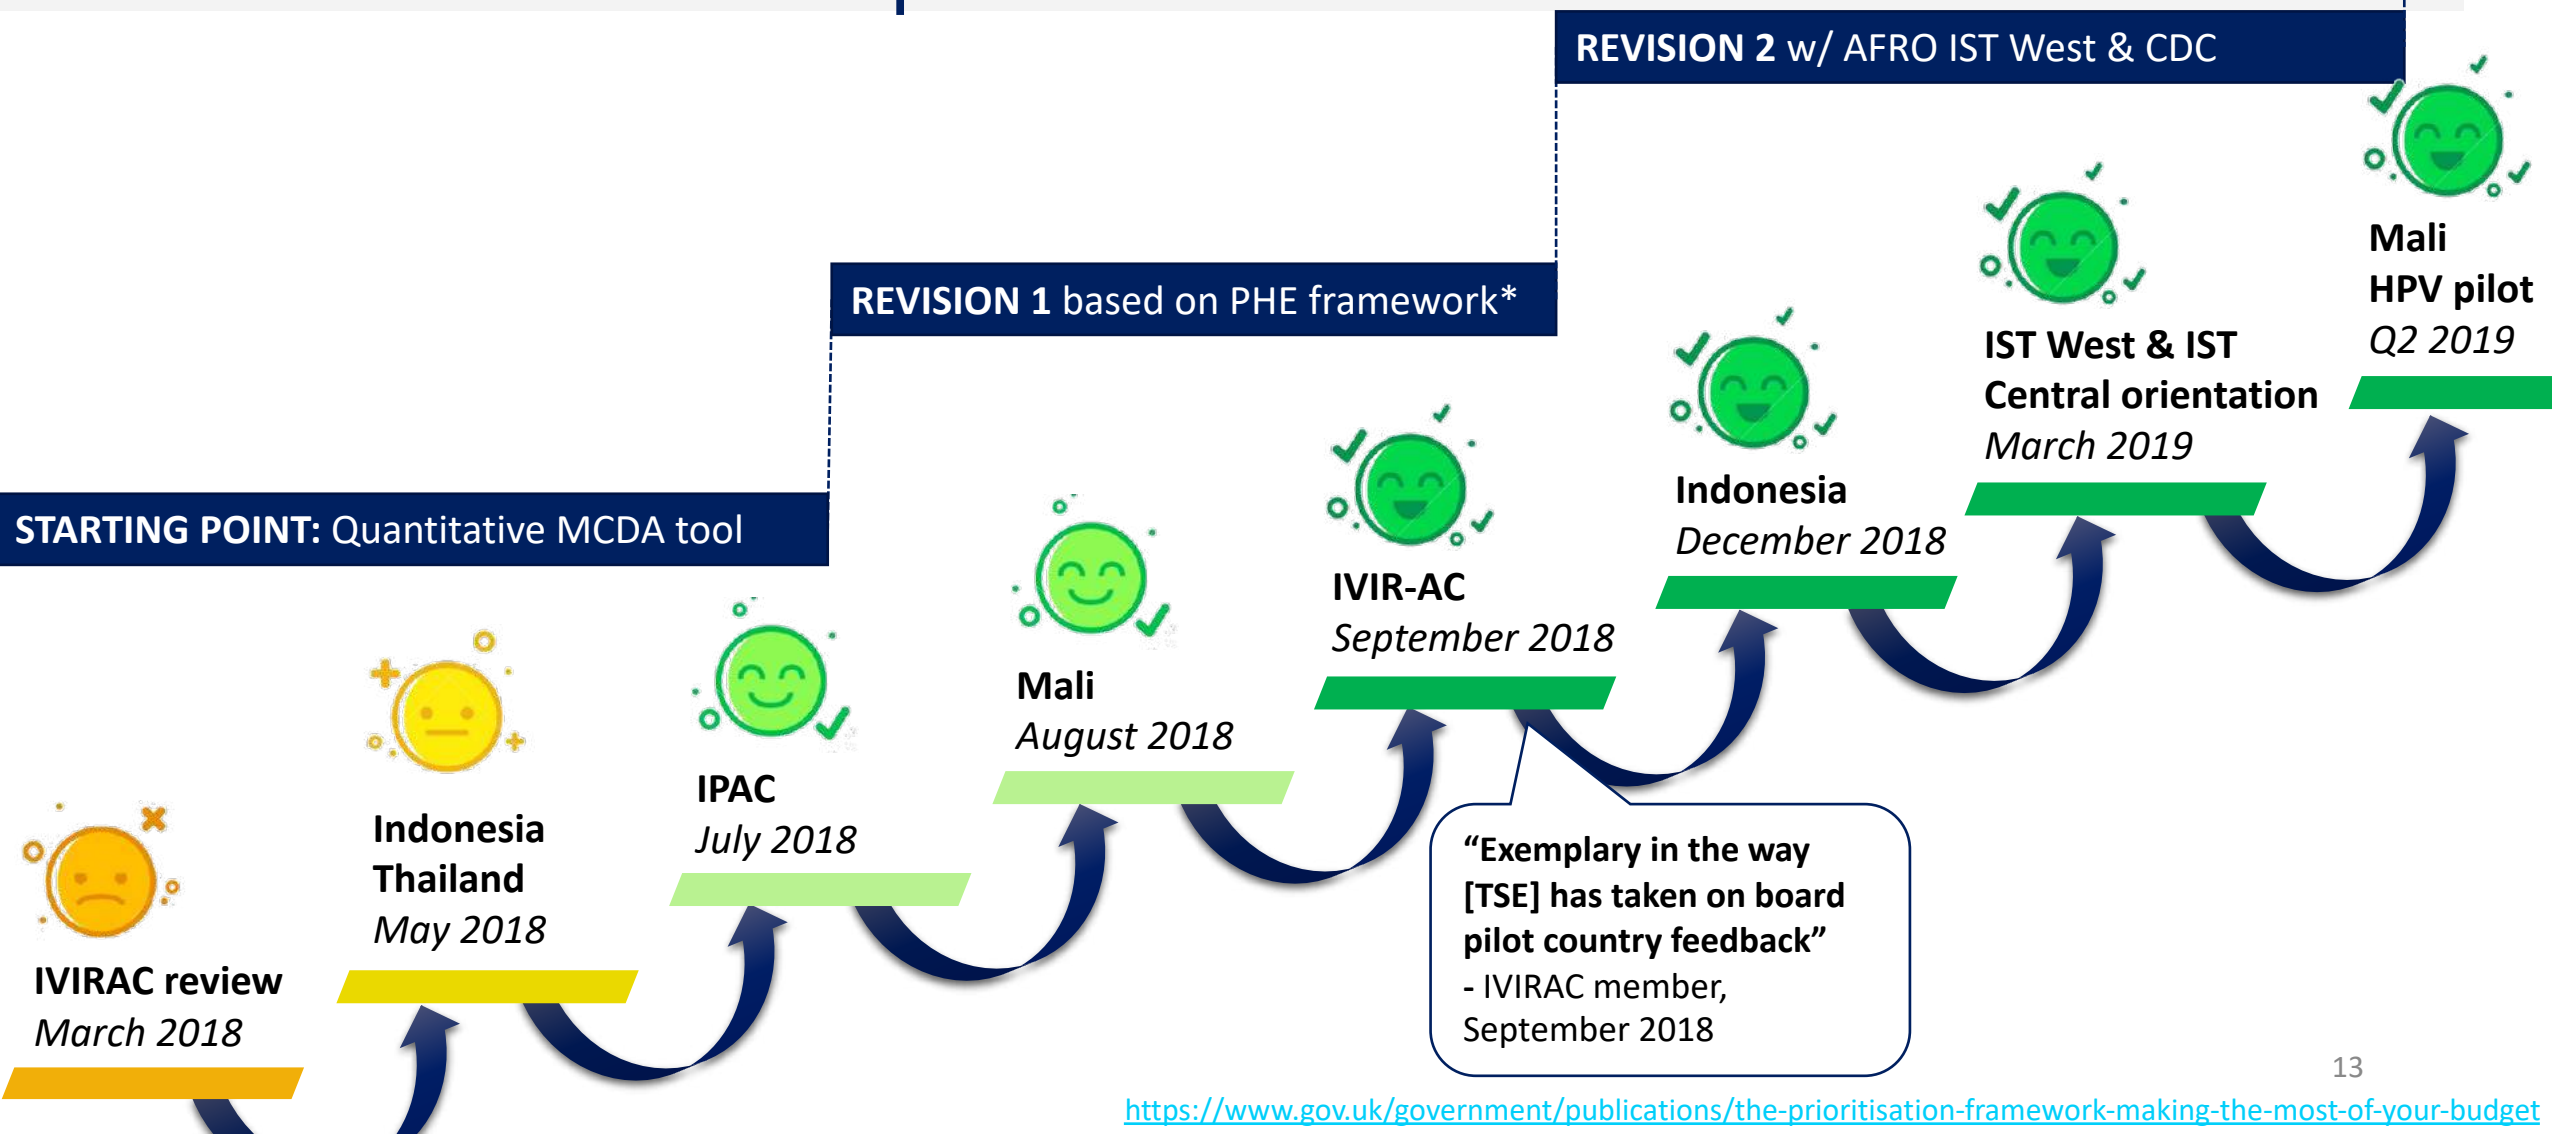 REVISION 2 w/ AFRO IST West & CDC
Mali
HPV pilot
Q2 2019
REVISION 1 based on PHE framework*
IST West & IST
Central orientation
March 2019
Indonesia
December 2018
STARTING POINT: Quantitative MCDA tool
IVIR-AC
September 2018
Mali
August 2018
IPAC
July 2018
Indonesia
Thailand
May 2018
IVIRAC review
March 2018
“Exemplary in the way
[TSE] has taken on board
pilot country feedback”
- IVIRAC member,
September 2018
13
https://www.gov.uk/government/publications/the-prioritisation-framework-making-the-most-of-your-budget